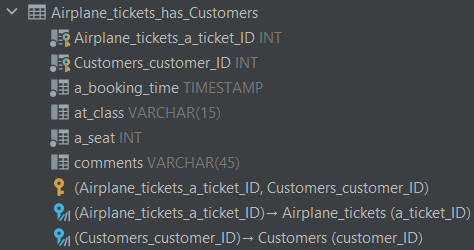 Airplane_tickets_has_Customers
Airplane_tickets_a_ticket_ID INT
Customers_customer_ID INT
a_booking_time TIMESTAMP
at_class VARCHAR(15)
a_seat INT
comments VARCHAR(45)
(Airplane_tickets_a_ticket_ID, Customers_customer_ID)
(Airplane_tickets_a_ticket_ID)→ Airplane_tickets (a_ticket_ID)
(Customers_customer_ID)→ Customers (customer_ID)